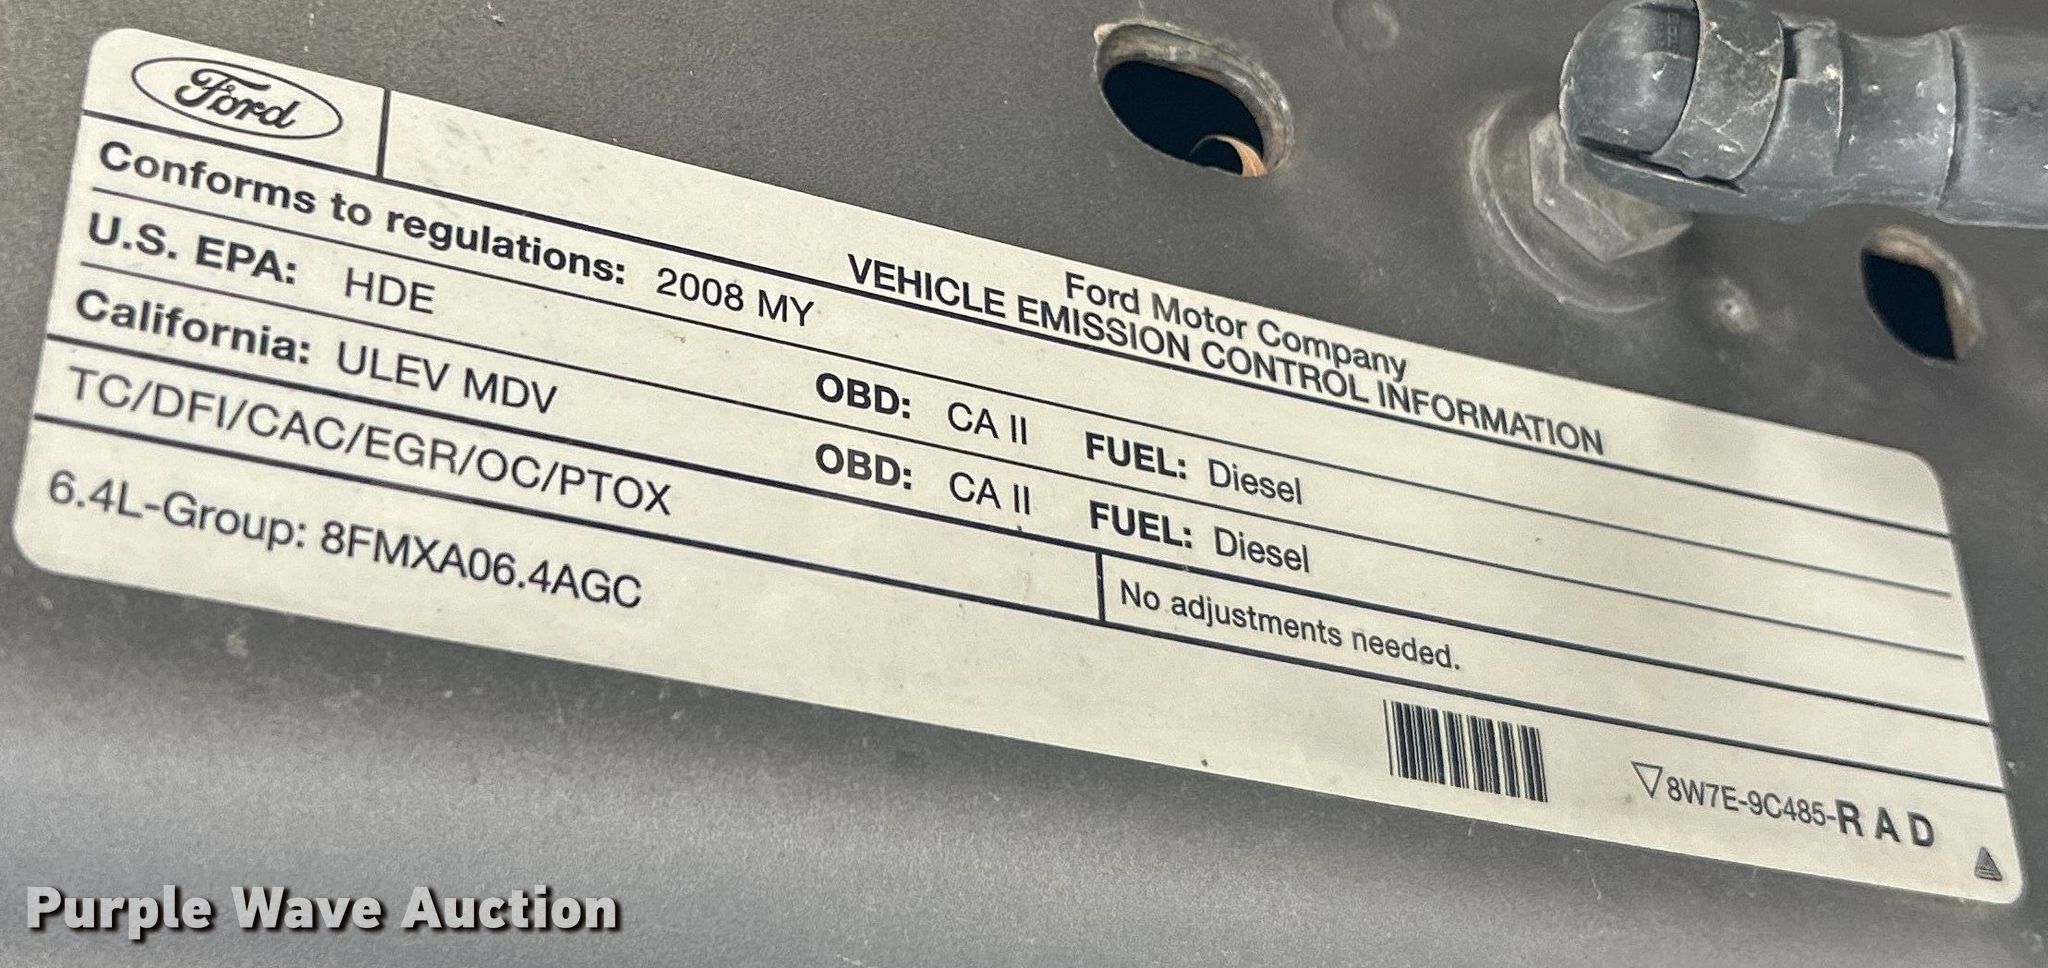 Ford
Ford Motor Company
VEHICLE EMISSION CONTROL INFORMATION
Conforms to regulations: 2008 MY
U.S. EPA: HDE OBD: CA II FUEL: Diesel
California: ULEV MDV OBD: CA II FUEL: Diesel
TC/DFI/CAC/EGR/OC/PTOX No adjustments needed.
6.4L-Group: 8FMXA06.4AGC
8W7E-9C485-R A D
Purple Wave Auction